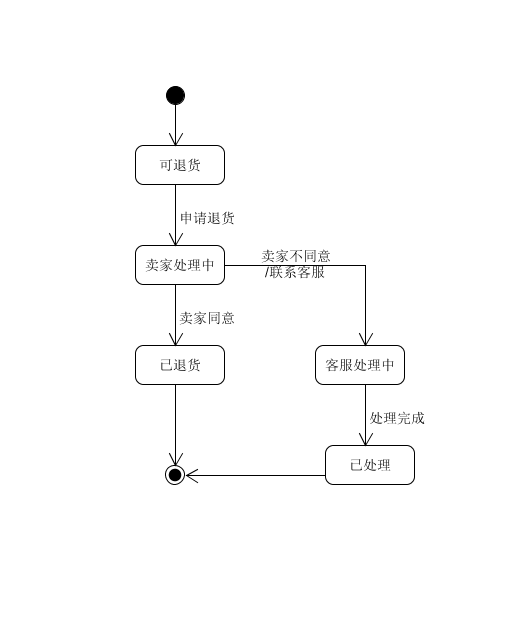 可退货
申请退货
卖家处理中
卖家不同意
/联系客服
卖家同意
已退货
客服处理中
处理完成
已处理